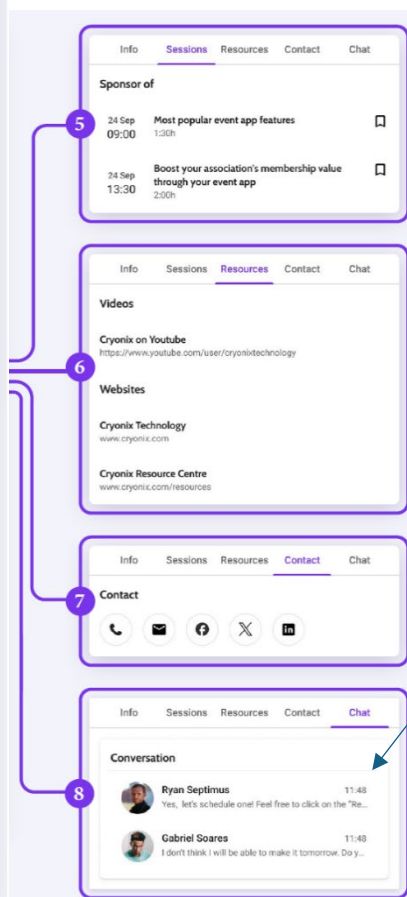 Info Sessions Resources Contact Chat
Sponsor of
5
24 Sep Most popular event app features
09:00 1:30h
24 Sep Boost your association's membership value
13:30 through your event app
2:00h
Info Sessions Resources Contact Chat
Videos
Cryonix on Youtube
https://www.youtube.com/user/cryonixtechnology
6
Websites
Cryonix Technology
www.cryonix.com
Cryonix Resource Centre
www.cryonix.com/resources
Info Sessions Resources Contact Chat
Contact
7
Info Sessions Resources Contact Chat
Conversation
8
Ryan Septimus 11:48
Yes, let's schedule one! Feel free to click on the "Re...
Gabriel Soares 11:48
I don't think I will be able to make it tomorrow. Do y...